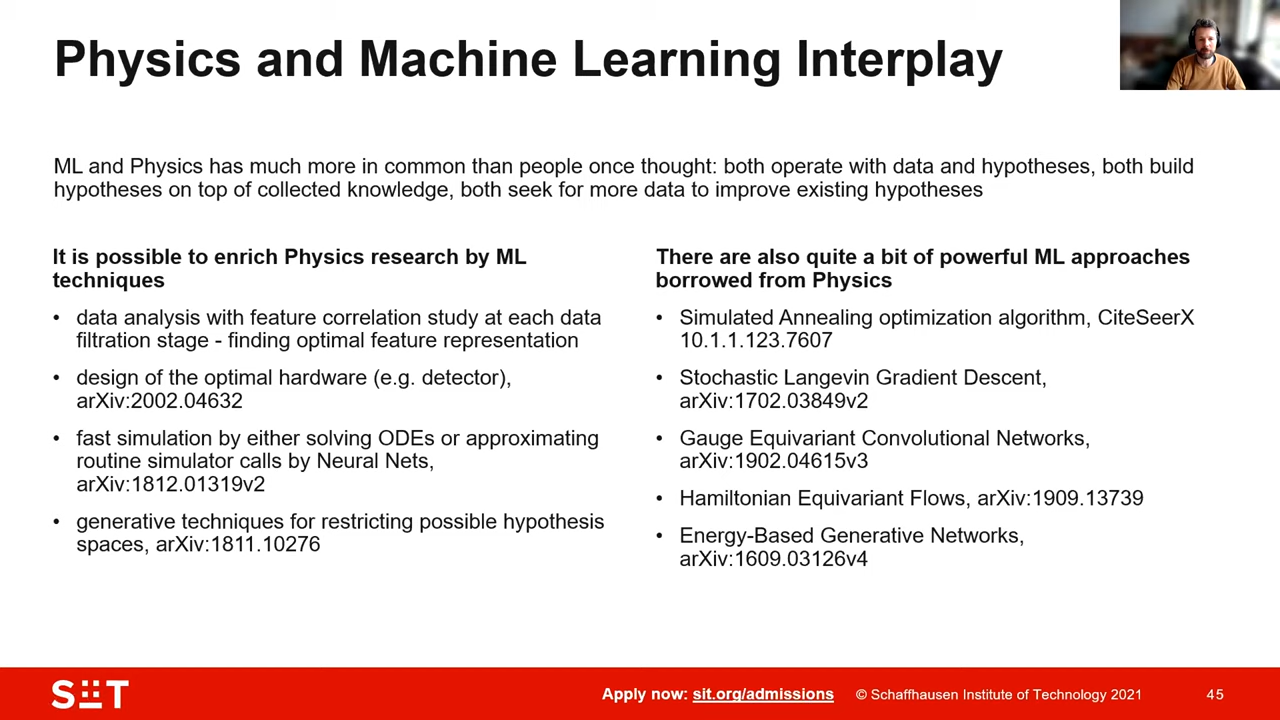 Physics and Machine Learning Interplay
ML and Physics has much more in common than people once thought: both operate with data and hypotheses, both build
hypotheses on top of collected knowledge, both seek for more data to improve existing hypotheses
It is possible to enrich Physics research by ML
techniques
• data analysis with feature correlation study at each data
filtration stage - finding optimal feature representation
• design of the optimal hardware (e.g. detector),
arXiv:2002.04632
• fast simulation by either solving ODEs or approximating
routine simulator calls by Neural Nets,
arXiv:1812.01319v2
• generative techniques for restricting possible hypothesis
spaces, arXiv:1811.10276
There are also quite a bit of powerful ML approaches
borrowed from Physics
• Simulated Annealing optimization algorithm, CiteSeerX
10.1.1.123.7607
• Stochastic Langevin Gradient Descent,
arXiv:1702.03849v2
• Gauge Equivariant Convolutional Networks,
arXiv:1902.04615v3
• Hamiltonian Equivariant Flows, arXiv:1909.13739
• Energy-Based Generative Networks,
arXiv:1609.03126v4
SIT
Apply now: sit.org/admissions
© Schaffhausen Institute of Technology 2021
45